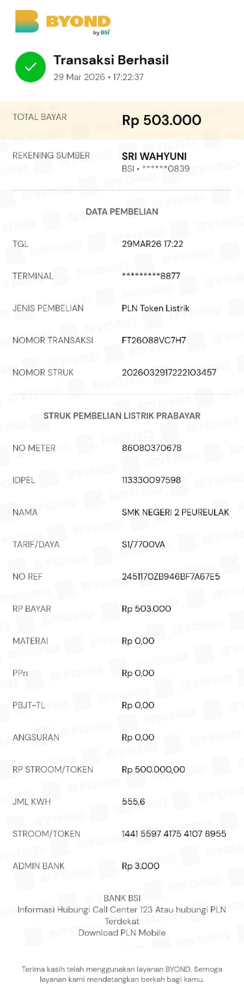 BYOND
by BSI
Transaksi Berhasil
29 Mar 2026 • 17:22:37
TOTAL BAYAR Rp 503.000
REKENING SUMBER SRI WAHYUNI
BSI • ******0839
DATA PEMBELIAN
TGL 29MAR26 17:22
TERMINAL *********8877
JENIS PEMBELIAN PLN Token Listrik
NOMOR TRANSAKSI FT26088VC7H7
NOMOR STRUK 2026032917222103457
STRUK PEMBELIAN LISTRIK PRABAYAR
NO METER 86080370678
IDPEL 113330097598
NAMA SMK NEGERI 2 PEUREULAK
TARIF/DAYA S1/7700VA
NO REF 2451170ZB946BF7A67E5
RP BAYAR Rp 503.000
MATERAI Rp 0,00
PPn Rp 0,00
PBJT-TL Rp 0,00
ANGSURAN Rp 0,00
RP STROOM/TOKEN Rp 500.000,00
JML KWH 555,6
STROOM/TOKEN 1441 5597 4175 4107 8955
ADMIN BANK Rp 3.000
BANK BSI
Informasi Hubungi Call Center 123 Atau hubungi PLN
Terdekat
Download PLN Mobile
Terima kasih telah menggunakan layanan BYOND. Semoga
layanan kami mendatangkan berkah bagi kamu.